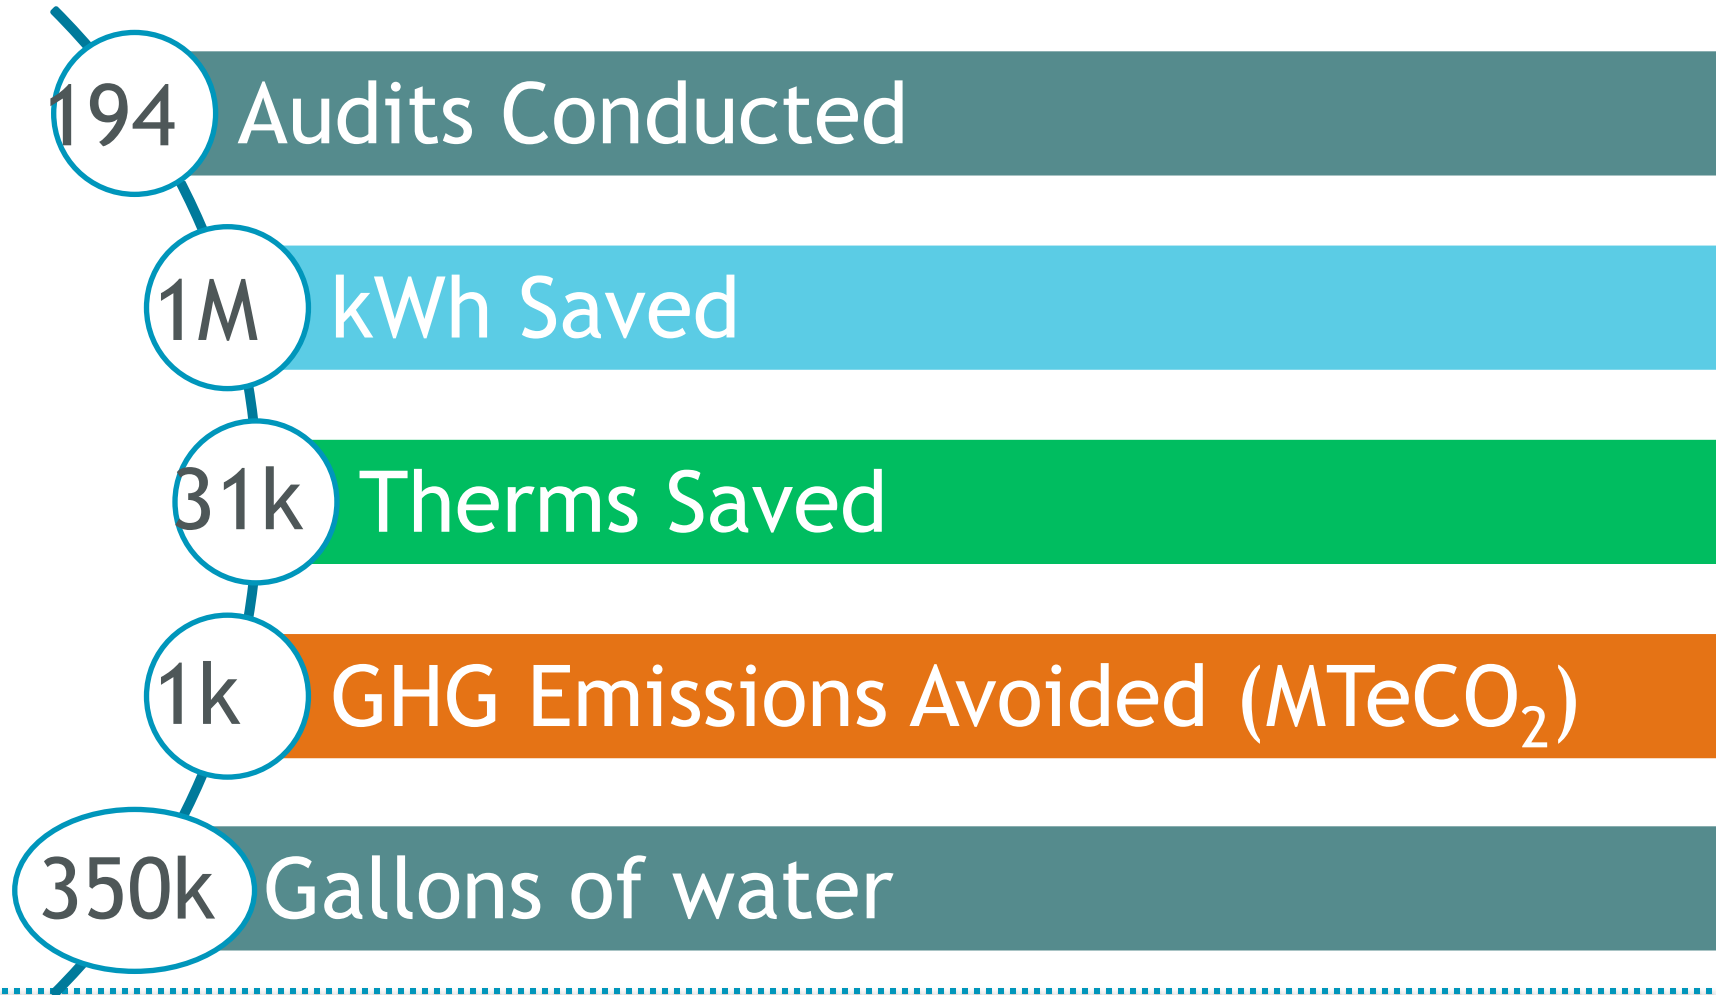 194 Audits Conducted
1M kWh Saved
31k Therms Saved
1k GHG Emissions Avoided (MTeCO₂)
350k Gallons of water